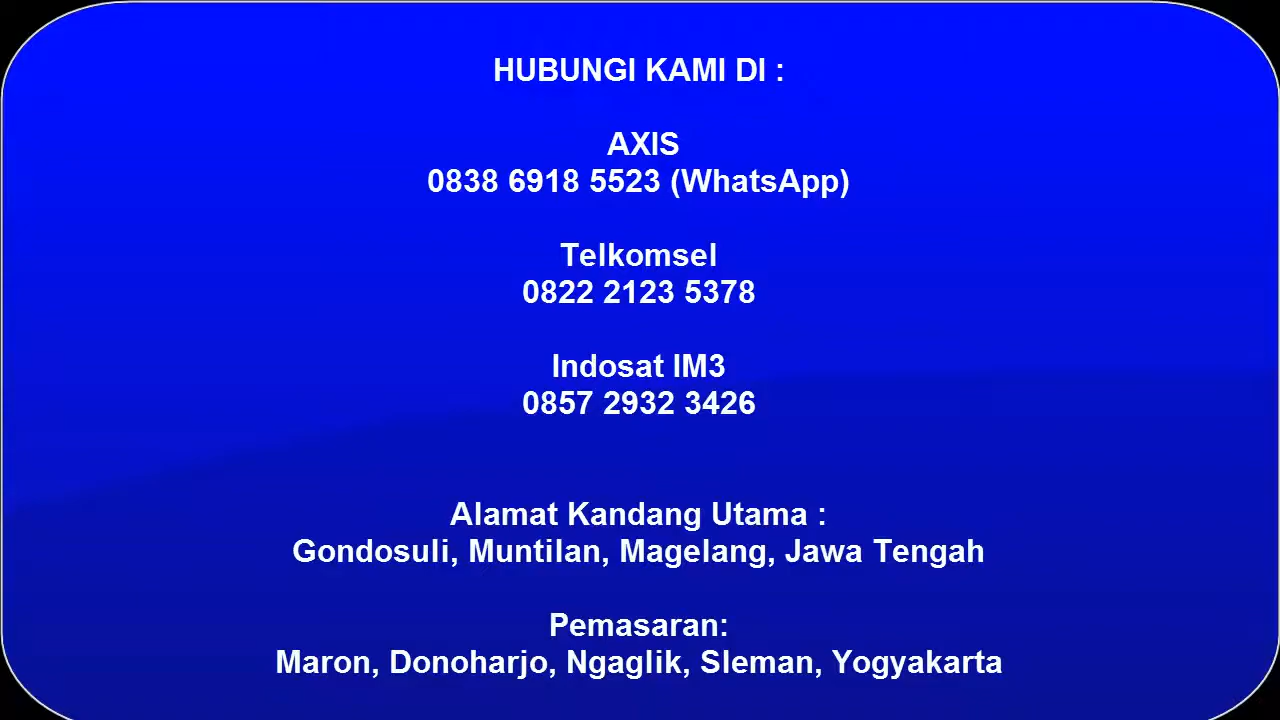 HUBUNGI KAMI DI :
AXIS
0838 6918 5523 (WhatsApp)
Telkomsel
0822 2123 5378
Indosat IM3
0857 2932 3426
Alamat Kandang Utama :
Gondosuli, Muntilan, Magelang, Jawa Tengah
Pemasaran:
Maron, Donoharjo, Ngaglik, Sleman, Yogyakarta